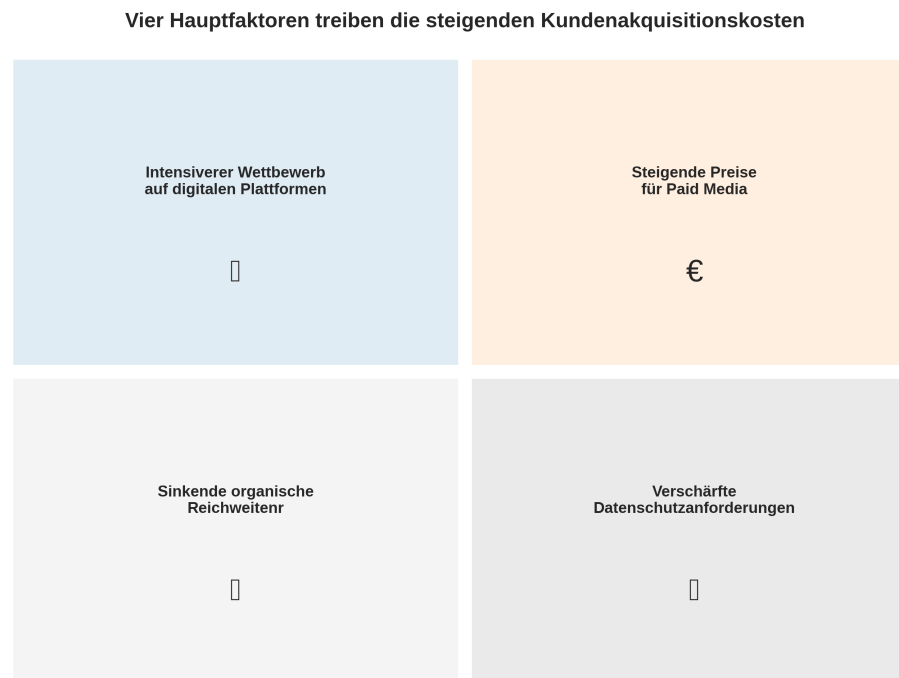 Vier Hauptfaktoren treiben die steigenden Kundenakquisitionskosten
Intensiverer Wettbewerb
auf digitalen Plattformen
Steigende Preise
für Paid Media
€
Sinkende organische
Reichweitenr
Verschärfte
Datenschutzanforderungen